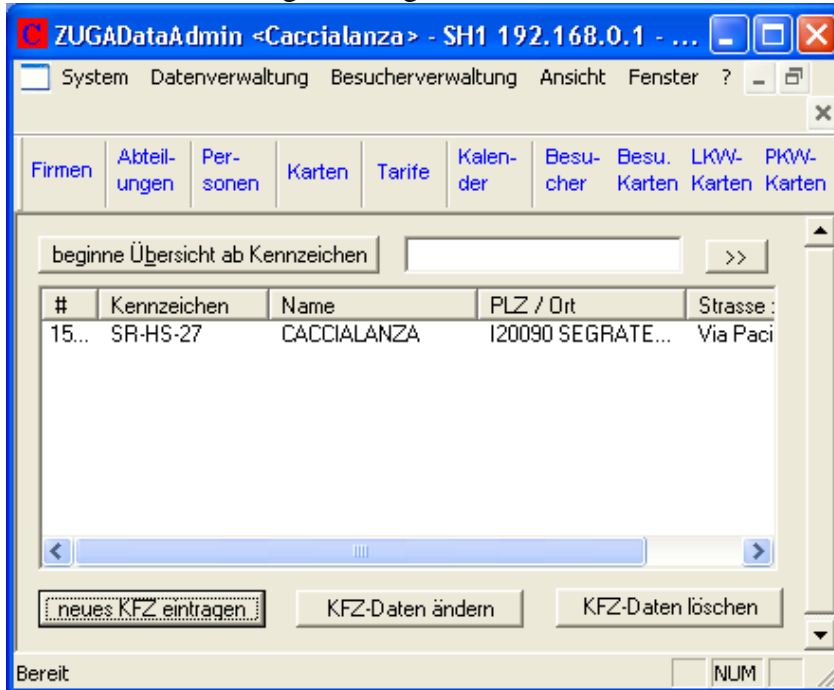 C ZUGADataAdmin <Caccialanza> - SH1 192.168.0.1 - ...
System Datenverwaltung Besucherverwaltung Ansicht Fenster ?
Firmen Abteil- ungen Per- sonen Karten Tarife Kalen- der Besu- cher Besu. Karten LKW- Karten PKW- Karten
beginne Übersicht ab Kennzeichen >>
# Kennzeichen Name PLZ / Ort Strasse :
15... SR-HS-27 CACCIALANZA I20090 SEGRATE... Via Paci
neues KFZ eintragen KFZ-Daten ändern KFZ-Daten löschen
Bereit NUM